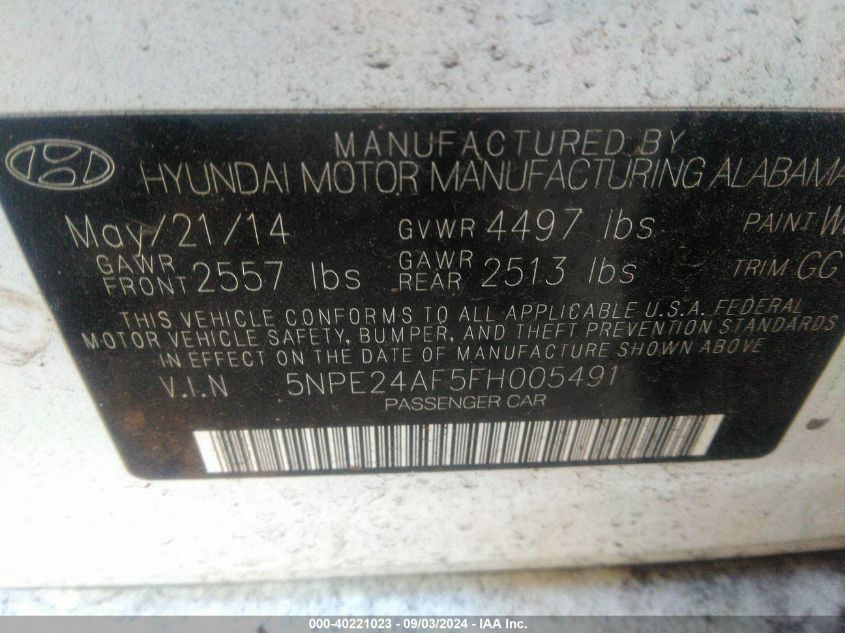 MANUFACTURED BY
HYUNDAI MOTOR MANUFACTURING ALABAMA
May/21/14 GVWR 4497 lbs PAINT
GAWR FRONT 2557 lbs GAWR REAR 2513 lbs TRIM GG
THIS VEHICLE CONFORMS TO ALL APPLICABLE U.S.A. FEDERAL
MOTOR VEHICLE SAFETY, BUMPER, AND THEFT PREVENTION STANDARDS
IN EFFECT ON THE DATE OF MANUFACTURE SHOWN ABOVE.
V.I.N 5NPE24AF5FH005491
PASSENGER CAR
000-40221023 - 09/03/2024 - IAA Inc.